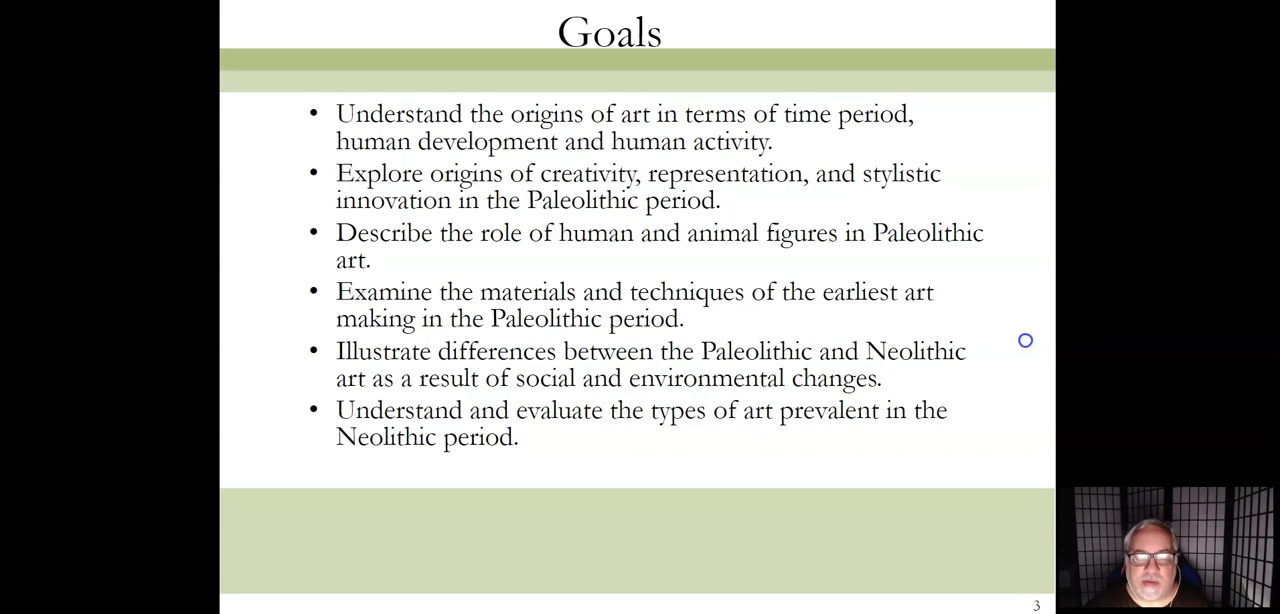 Goals
• Understand the origins of art in terms of time period,
human development and human activity.
• Explore origins of creativity, representation, and stylistic
innovation in the Paleolithic period.
• Describe the role of human and animal figures in Paleolithic
art.
• Examine the materials and techniques of the earliest art
making in the Paleolithic period.
• Illustrate differences between the Paleolithic and Neolithic
art as a result of social and environmental changes.
• Understand and evaluate the types of art prevalent in the
Neolithic period.
3